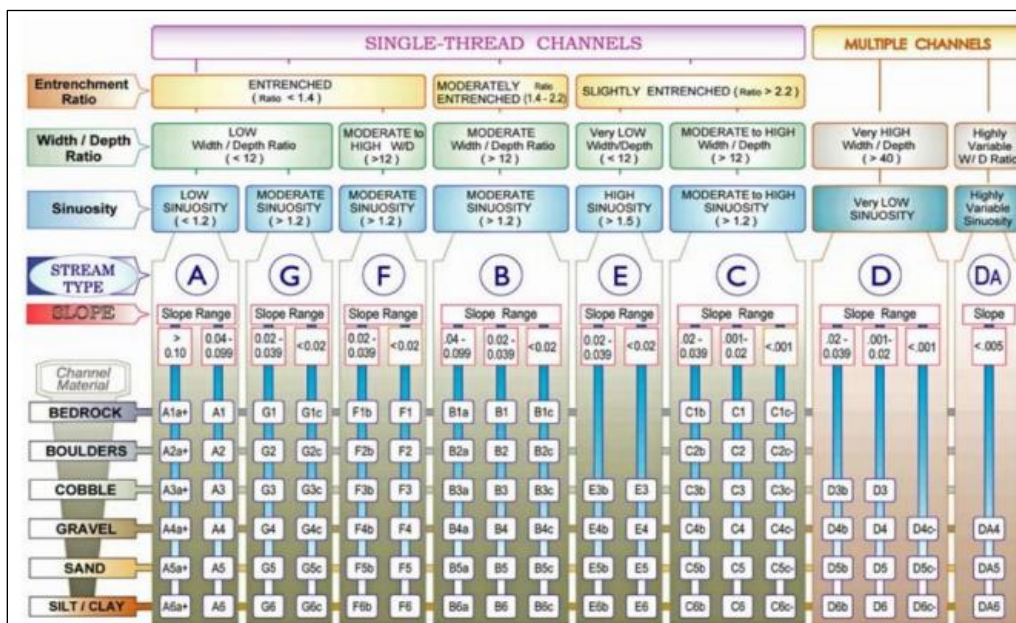 SINGLE-THREAD CHANNELS
MULTIPLE CHANNELS
Entrenchment
Ratio
ENTRENCHED
( Ratio < 1.4 )
MODERATELY Ratio
ENTRENCHED (1.4 - 2.2)
SLIGHTLY ENTRENCHED ( Ratio > 2.2 )
Width / Depth
Ratio
LOW
Width / Depth Ratio
( < 12 )
MODERATE to
HIGH W/D
( >12 )
MODERATE
Width / Depth Ratio
( > 12 )
Very LOW
Width/Depth
( < 12 )
MODERATE to HIGH
Width / Depth
( > 12 )
Very HIGH
Width / Depth
( > 40 )
Highly
Variable
W / D Ratio
Sinuosity
LOW
SINUOSITY
( < 1.2 )
MODERATE
SINUOSITY
( > 1.2 )
MODERATE
SINUOSITY
( > 1.2 )
MODERATE
SINUOSITY
( > 1.2 )
HIGH
SINUOSITY
( > 1.5 )
MODERATE to HIGH
SINUOSITY
( > 1.2 )
Very LOW
SINUOSITY
Highly
Variable
Sinuosity
STREAM
TYPE
A G F B E C D DA
SLOPE
Slope Range Slope Range Slope Range Slope Range Slope Range Slope Range Slope Range Slope
> 0.10
0.04 - 0.099
0.02 - 0.039
<0.02
0.02 - 0.039
<0.02
.04 - 0.099
0.02 - 0.039
<0.02
0.02 - 0.039
<0.02
.02 - 0.039
.001- 0.02
<.001
.02 - 0.039
.001- 0.02
<.001
<.005
Channel
Material
BEDROCK A1a+ A1 G1 G1c F1b F1 B1a B1 B1c C1b C1 C1c-
BOULDERS A2a+ A2 G2 G2c F2b F2 B2a B2 B2c C2b C2 C2c-
COBBLE A3a+ A3 G3 G3c F3b F3 B3a B3 B3c E3b E3 C3b C3 C3c- D3b D3
GRAVEL A4a+ A4 G4 G4c F4b F4 B4a B4 B4c E4b E4 C4b C4 C4c- D4b D4 D4c- DA4
SAND A5a+ A5 G5 G5c F5b F5 B5a B5 B5c E5b E5 C5b C5 C5c- D5b D5 D5c- DA5
SILT / CLAY A6a+ A6 G6 G6c F6b F6 B6a B6 B6c E6b E6 C6b C6 C6c- D6b D6 D6c- DA6